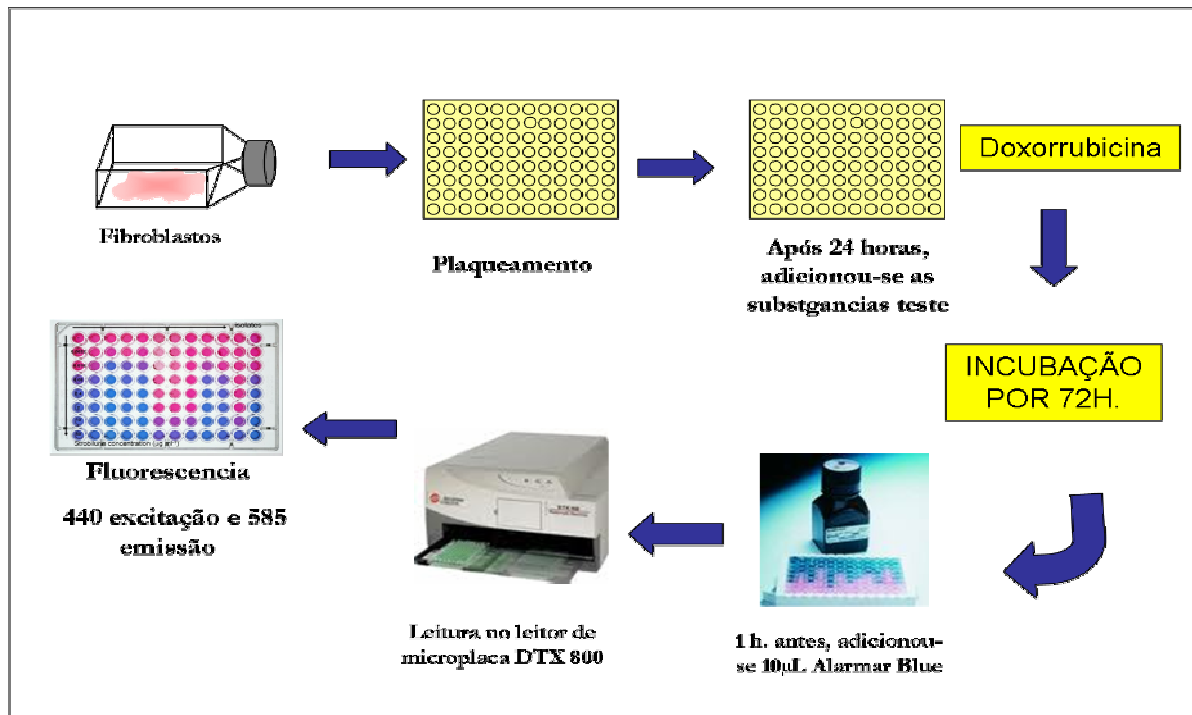 Fibroblastos
Plaqueamento
Após 24 horas,
adicionou-se as
substgancias teste
Doxorrubicina
INCUBAÇÃO
POR 72H.
1 h. antes, adicionou-
se 10µL Alarmar Blue
Leitura no leitor de
microplaca DTX 800
Fluorescencia
440 excitação e 585
emissão
isolates